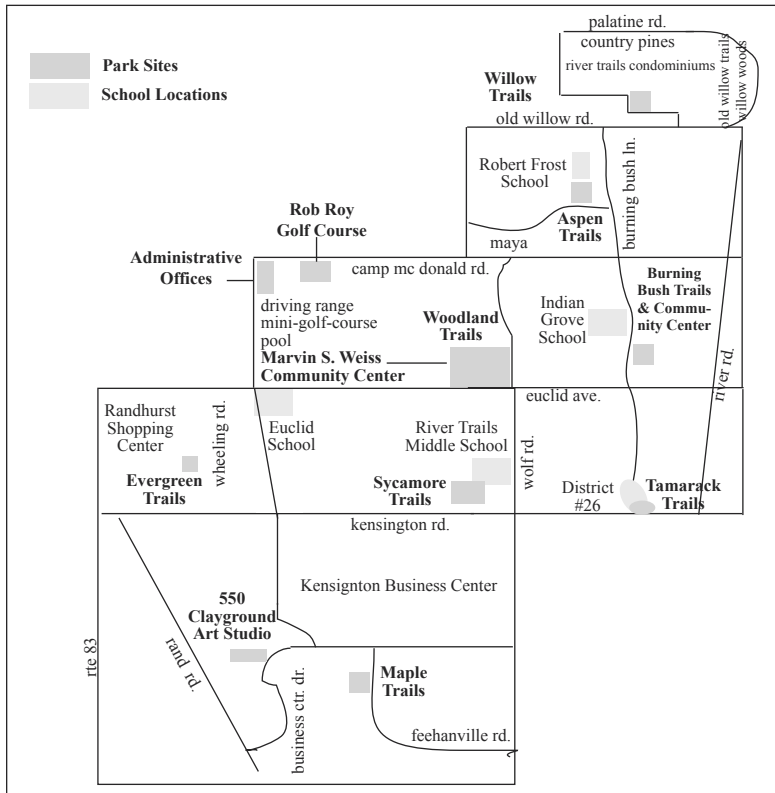 palatine rd.
country pines
river trails condominiums
old willow trails
willow woods
Park Sites
School Locations
Willow
Trails
old willow rd.
Robert Frost
School
burning bush ln.
Aspen
Trails
maya
Rob Roy
Golf Course
Administrative
Offices
camp mc donald rd.
driving range
mini-golf-course
pool
Woodland
Trails
Marvin S. Weiss
Community Center
Indian
Grove
School
Burning
Bush Trails
& Commu-
nity Center
river rd.
euclid ave.
Randhurst
Shopping
Center
wheeling rd.
Euclid
School
River Trails
Middle School
wolf rd.
Evergreen
Trails
Sycamore
Trails
District
#26
Tamarack
Trails
kensington rd.
Kensignton Business Center
550
Clayground
Art Studio
rte 83
rand rd.
business ctr. dr.
Maple
Trails
feehanville rd.